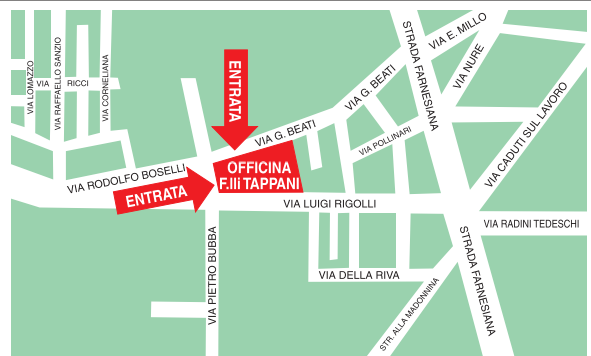 VIA LOMAZZO
VIA RAFFAELLO SANZIO
VIA RICCI
VIA CORNELIANA
ENTRATA
STRADA FARNESIANA
VIA E. MILLO
VIA NURE
VIA G. BEATI
VIA G. BEATI
VIA POLLINARI
VIA CADUTI SUL LAVORO
VIA RODOLFO BOSELLI
OFFICINA
F.lli TAPPANI
ENTRATA
VIA LUIGI RIGOLLI
VIA RADINI TEDESCHI
VIA PIETRO BUBBA
VIA DELLA RIVA
STRADA FARNESIANA
STR. ALLA MADONNINA